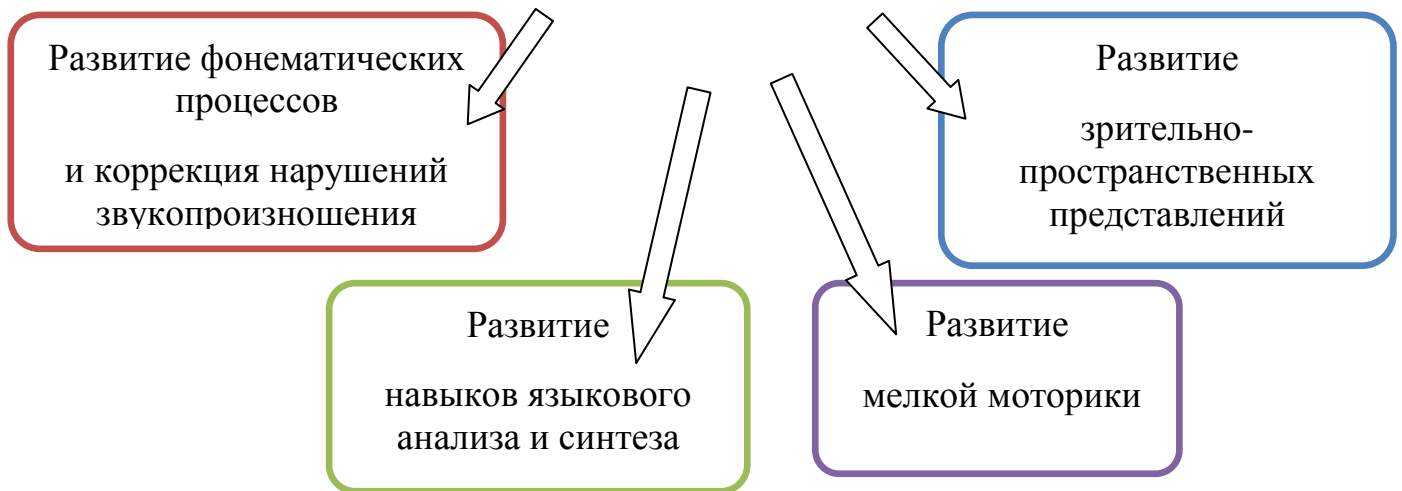 Развитие фонематических
процессов
и коррекция нарушений
звукопроизношения
Развитие
зрительно-
пространственных
представлений
Развитие
навыков языкового
анализа и синтеза
Развитие
мелкой моторики